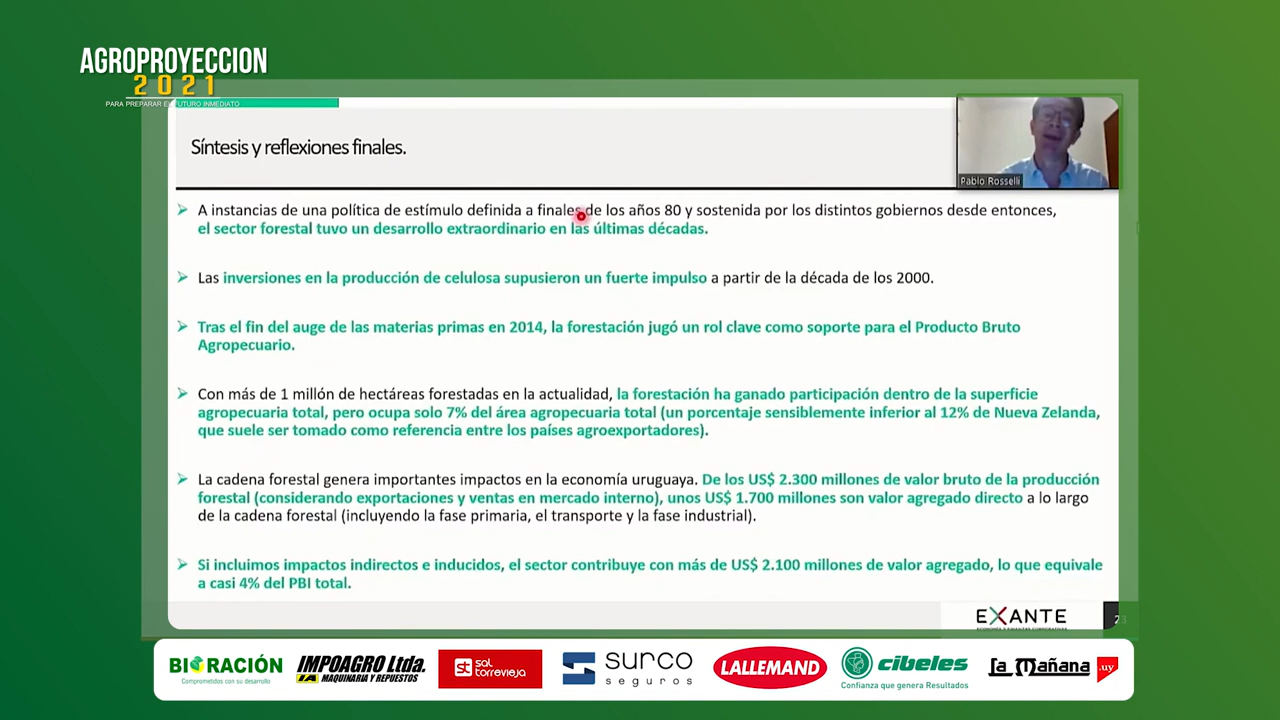 AGROPROYECCION
2021
PARA PREPARAR EL FUTURO INMEDIATO
Síntesis y reflexiones finales.
Pablo Rosselli
A instancias de una política de estímulo definida a finales de los años 80 y sostenida por los distintos gobiernos desde entonces,
el sector forestal tuvo un desarrollo extraordinario en las últimas décadas.
Las inversiones en la producción de celulosa supusieron un fuerte impulso a partir de la década de los 2000.
Tras el fin del auge de las materias primas en 2014, la forestación jugó un rol clave como soporte para el Producto Bruto
Agropecuario.
Con más de 1 millón de hectáreas forestadas en la actualidad, la forestación ha ganado participación dentro de la superficie
agropecuaria total, pero ocupa solo 7% del área agropecuaria total (un porcentaje sensiblemente inferior al 12% de Nueva Zelanda,
que suele ser tomado como referencia entre los países agroexportadores).
La cadena forestal genera importantes impactos en la economía uruguaya. De los US$ 2.300 millones de valor bruto de la producción
forestal (considerando exportaciones y ventas en mercado interno), unos US$ 1.700 millones son valor agregado directo a lo largo
de la cadena forestal (incluyendo la fase primaria, el transporte y la fase industrial).
Si incluimos impactos indirectos e inducidos, el sector contribuye con más de US$ 2.100 millones de valor agregado, lo que equivale
a casi 4% del PBI total.
EXANTE
23
BIORACIÓN
Comprometidos con su desarrollo
IMPOAGRO Ltda.
IA MAQUINARIA Y REPUESTOS
st sal torrevieja
surco
seguros
LALLEMAND
cibeles
Confianza que genera Resultados
La Mañana .uy